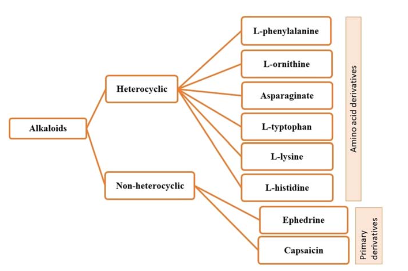 Alkaloids
Heterocyclic
Non-heterocyclic
L-phenylalanine
L-ornithine
Asparaginate
L-typtophan
L-lysine
L-histidine
Ephedrine
Capsaicin
Amino acid derivatives
Primary
derivatives